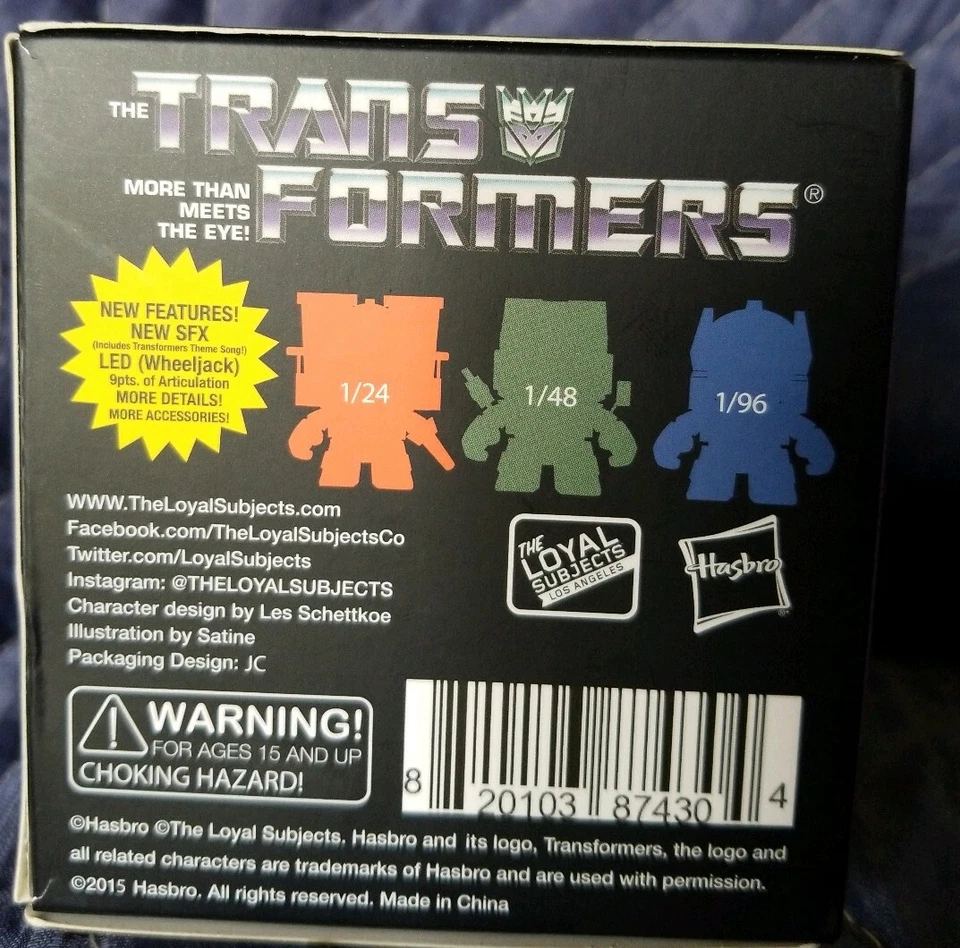 THE TRANS
MORE THAN
MEETS
THE EYE!
FORMERS®
NEW FEATURES!
NEW SFX
(Includes Transformers Theme Song!)
LED (Wheeljack)
9pts. of Articulation
MORE DETAILS!
MORE ACCESSORIES!
1/24
1/48
1/96
WWW.TheLoyalSubjects.com
Facebook.com/TheLoyalSubjectsCo
Twitter.com/LoyalSubjects
Instagram: @THELOYALSUBJECTS
Character design by Les Schettkoe
Illustration by Satine
Packaging Design: JC
THE
LOYAL
SUBJECTS
LOS ANGELES
Hasbro®
WARNING!
FOR AGES 15 AND UP
CHOKING HAZARD!
8 20103 87430 4
©Hasbro ©The Loyal Subjects. Hasbro and its logo, Transformers, the logo and
all related characters are trademarks of Hasbro and are used with permission.
©2015 Hasbro. All rights reserved. Made in China